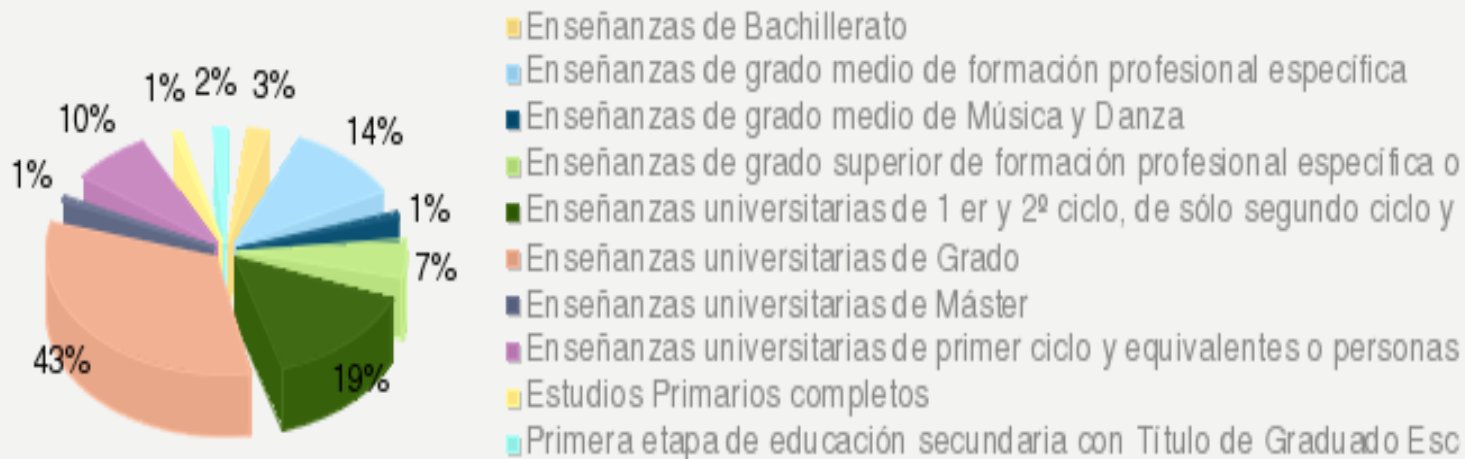 1% 2% 3%
10%
14%
1%
1%
7%
43%
19%
Enseñanzas de Bachillerato
Enseñanzas de grado medio de formación profesional específica
Enseñanzas de grado medio de Música y Danza
Enseñanzas de grado superior de formación profesional específica o
Enseñanzas universitarias de 1 er y 2º ciclo, de sólo segundo ciclo y
Enseñanzas universitarias de Grado
Enseñanzas universitarias de Máster
Enseñanzas universitarias de primer ciclo y equivalentes o personas
Estudios Primarios completos
Primera etapa de educación secundaria con Título de Graduado Esc